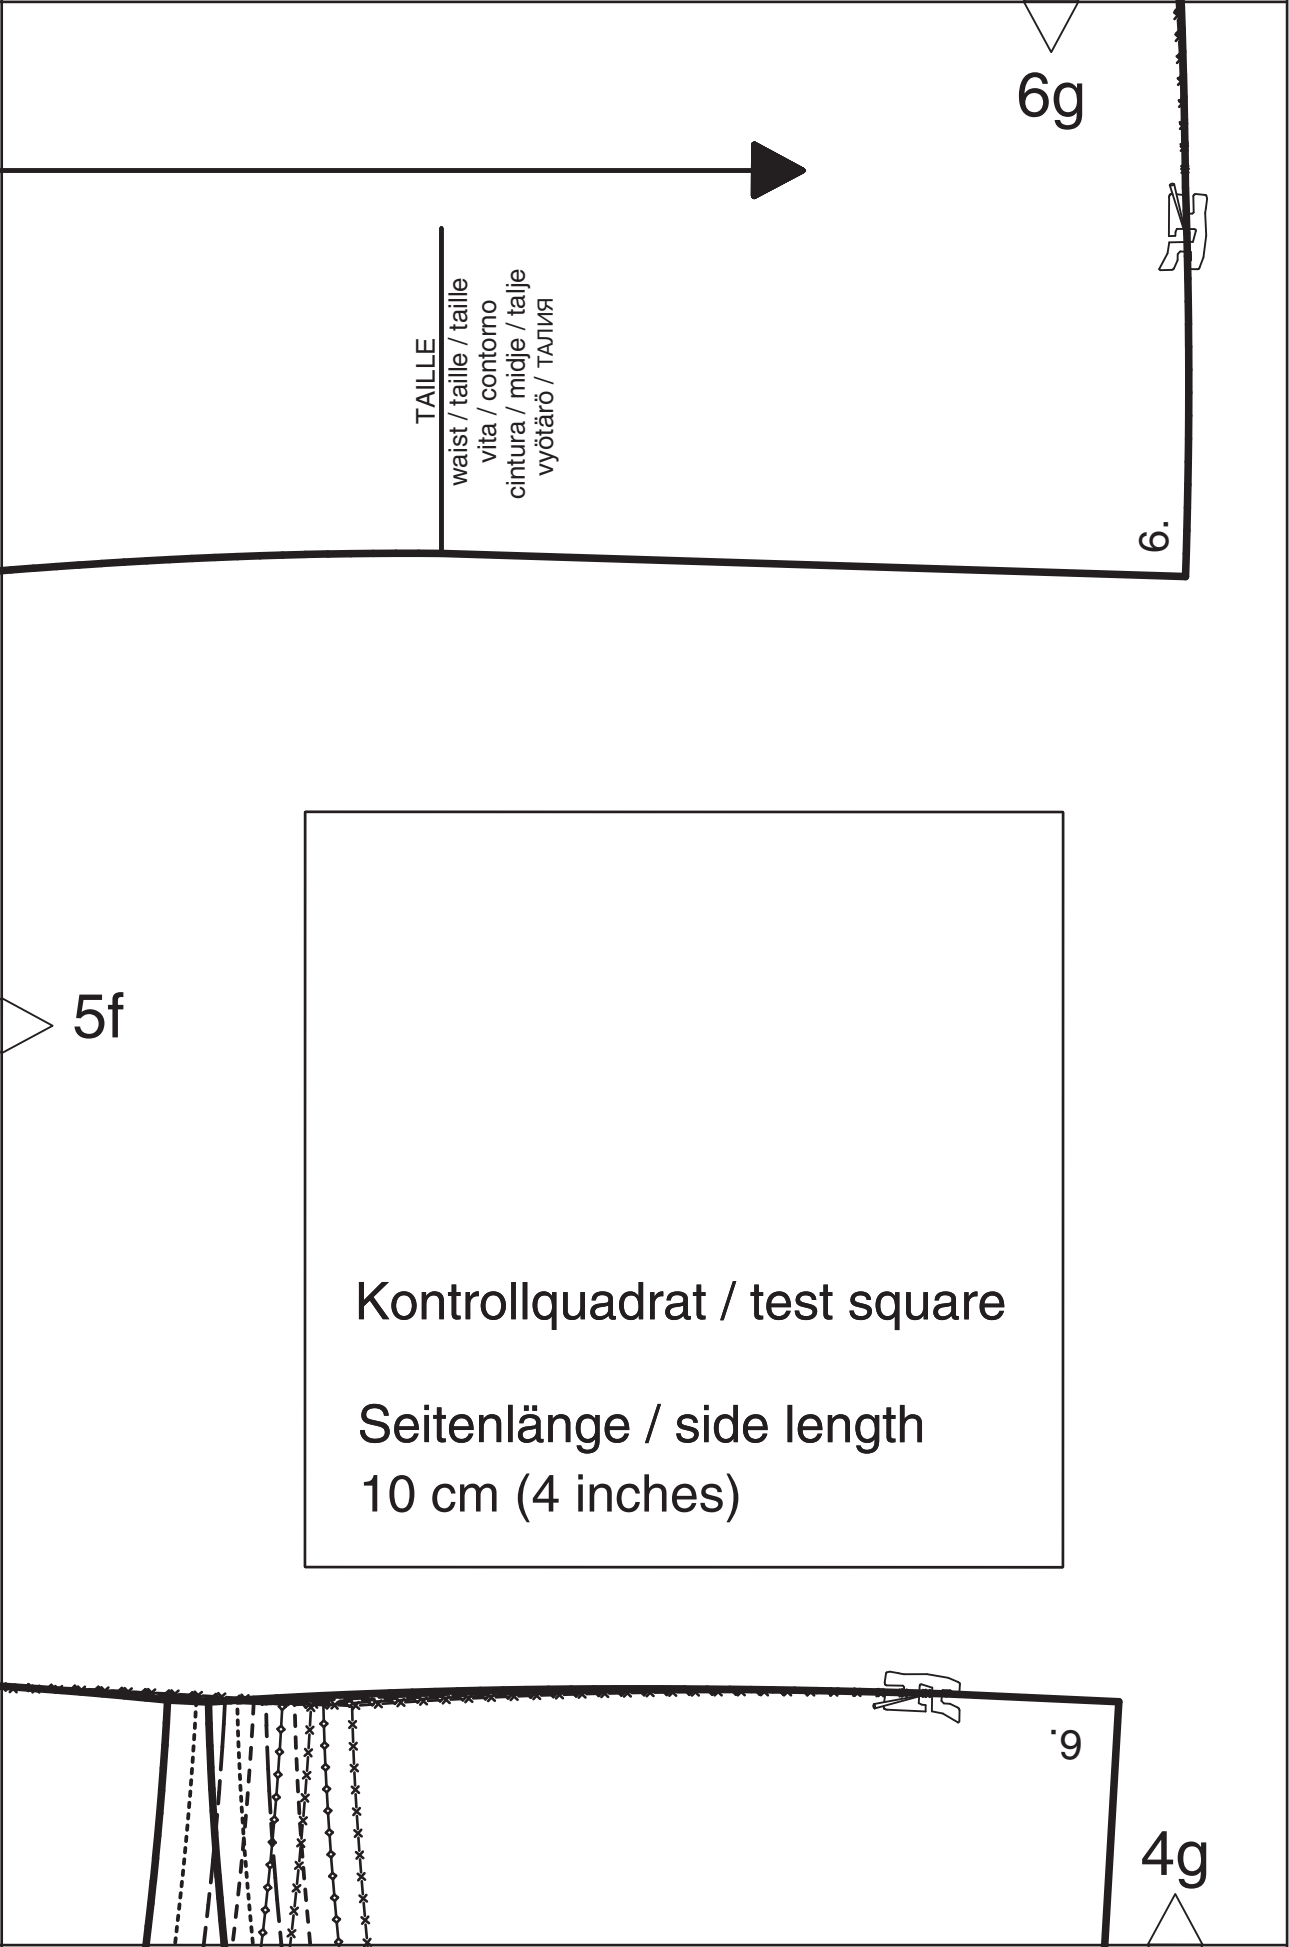 6g
TAILLE
waist / taille / taille
vita / contorno
cintura / midje / talje
vyötärö / ТАЛИЯ
6.
5f
Kontrollquadrat / test square
Seitenlänge / side length
10 cm (4 inches)
6.
4g